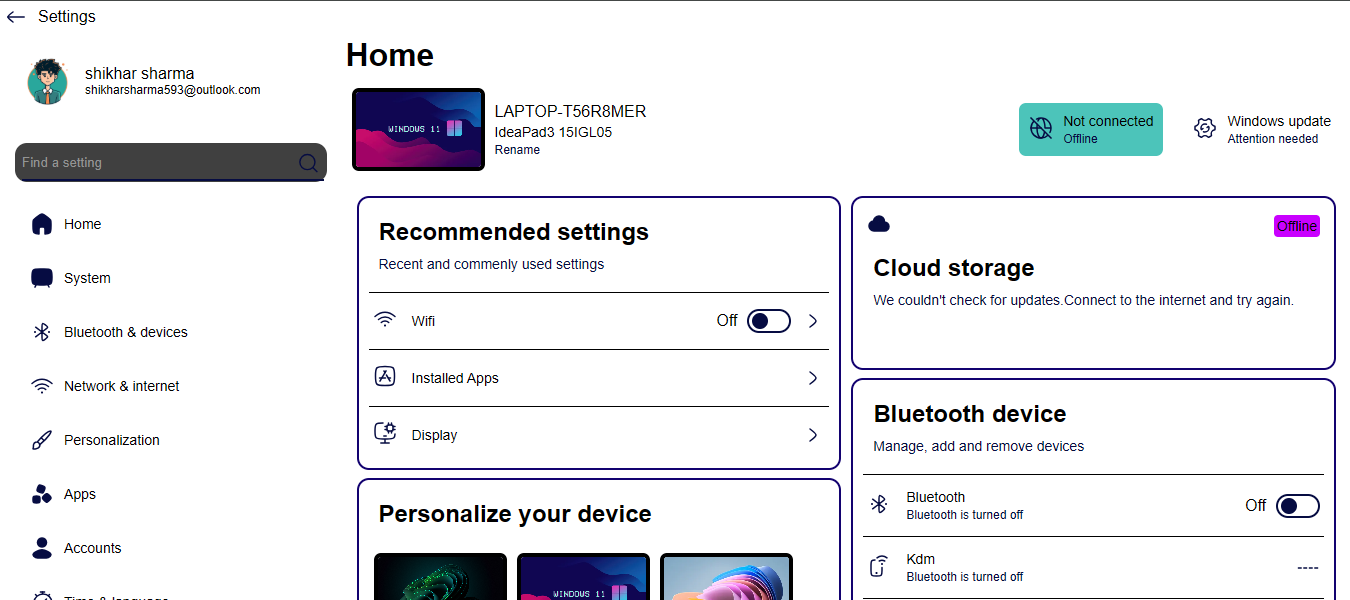 Settings
shikhar sharma
shikharsharma593@outlook.com
Find a setting
Home
System
Bluetooth & devices
Network & internet
Personalization
Apps
Accounts
Time & language
Home
WINDOWS 11
LAPTOP-T56R8MER
IdeaPad3 15IGL05
Rename
Not connected
Offline
Windows update
Attention needed
Recommended settings
Recent and commenly used settings
Wifi
Off
Installed Apps
Display
Personalize your device
WINDOWS 11
Offline
Cloud storage
We couldn't check for updates.Connect to the internet and try again.
Bluetooth device
Manage, add and remove devices
Bluetooth
Bluetooth is turned off
Off
Kdm
Bluetooth is turned off
----